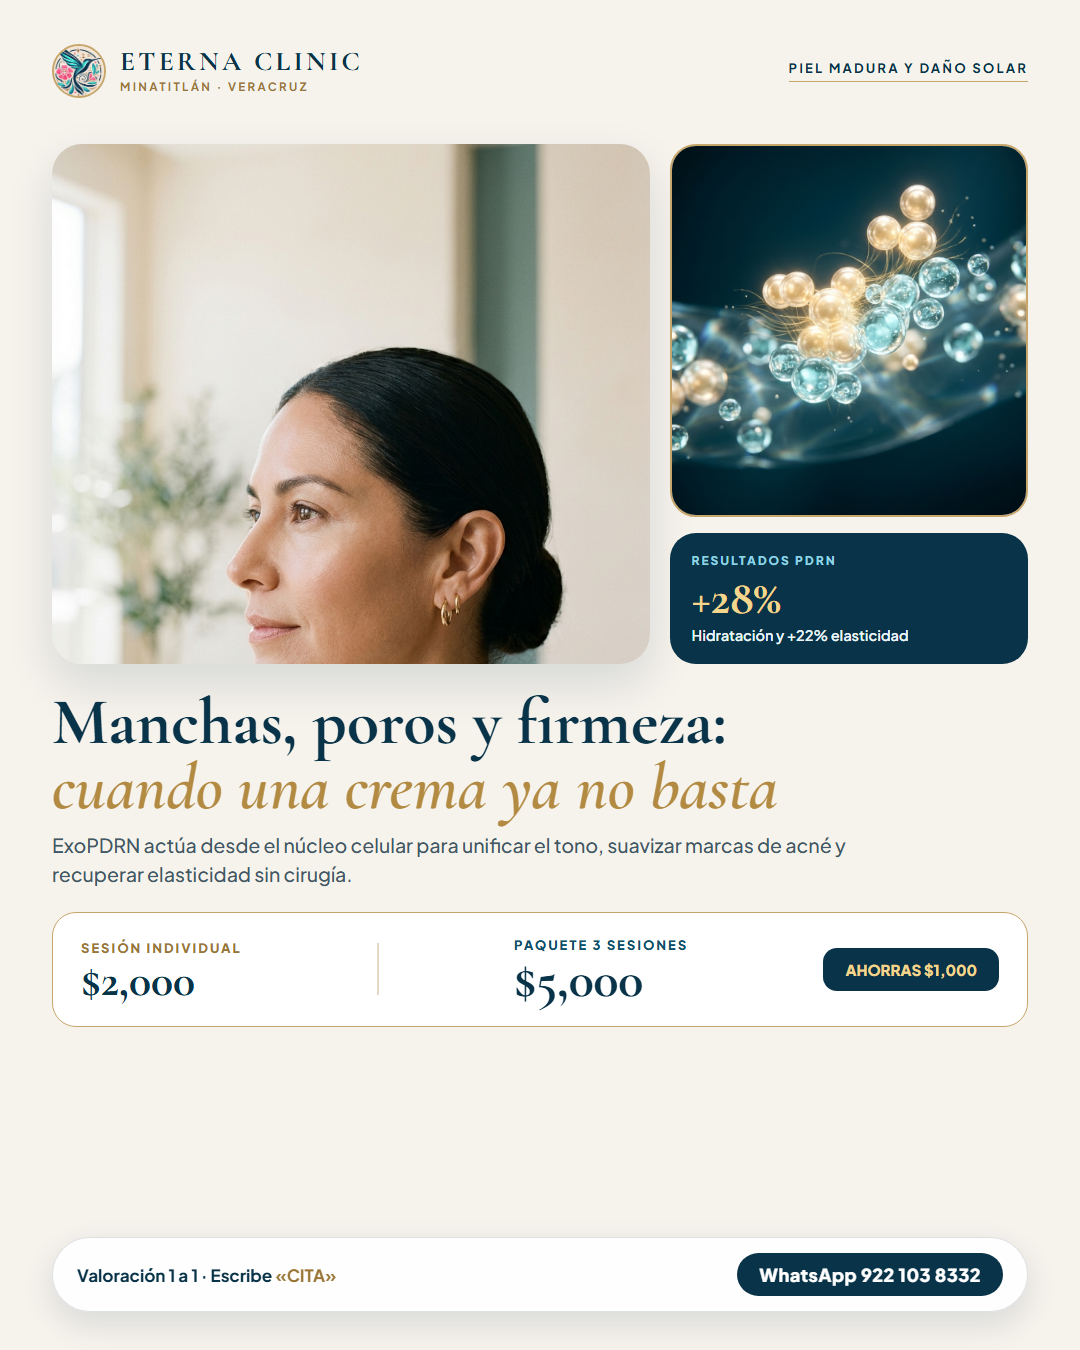 ETERNA CLINIC
MINATITLÁN · VERACRUZ
PIEL MADURA Y DAÑO SOLAR
RESULTADOS PDRN
+28%
Hidratación y +22% elasticidad
Manchas, poros y firmeza:
cuando una crema ya no basta
ExoPDRN actúa desde el núcleo celular para unificar el tono, suavizar marcas de acné y
recuperar elasticidad sin cirugía.
SESIÓN INDIVIDUAL
$2,000
PAQUETE 3 SESIONES
$5,000
AHORRAS $1,000
Valoración 1 a 1 · Escribe «CITA»
WhatsApp 922 103 8332